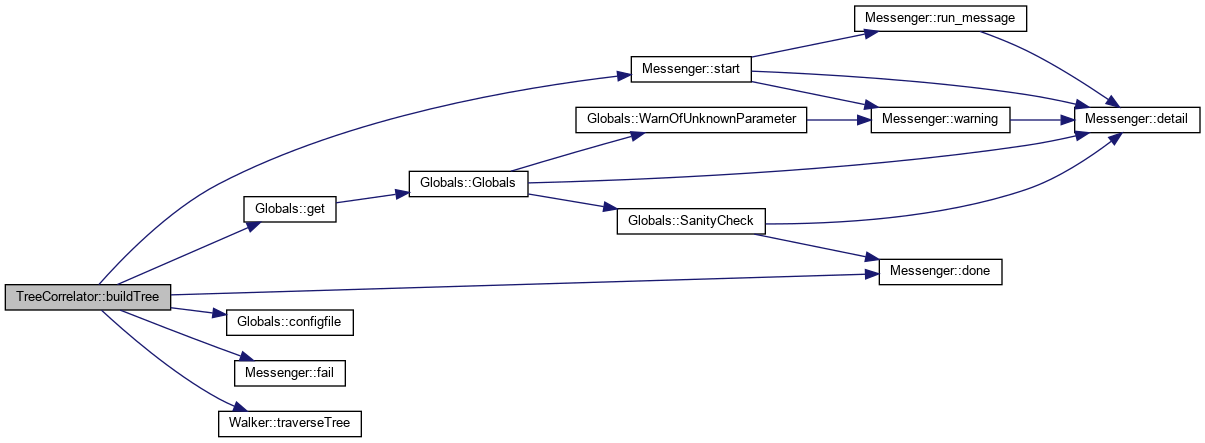 Messenger::run_message
Messenger::start
Globals::WarnOfUnknownParameter
Messenger::warning
Messenger::detail
Globals::Globals
Globals::get
Globals::SanityCheck
Messenger::done
TreeCorrelator::buildTree
Globals::configfile
Messenger::fail
Walker::traverseTree